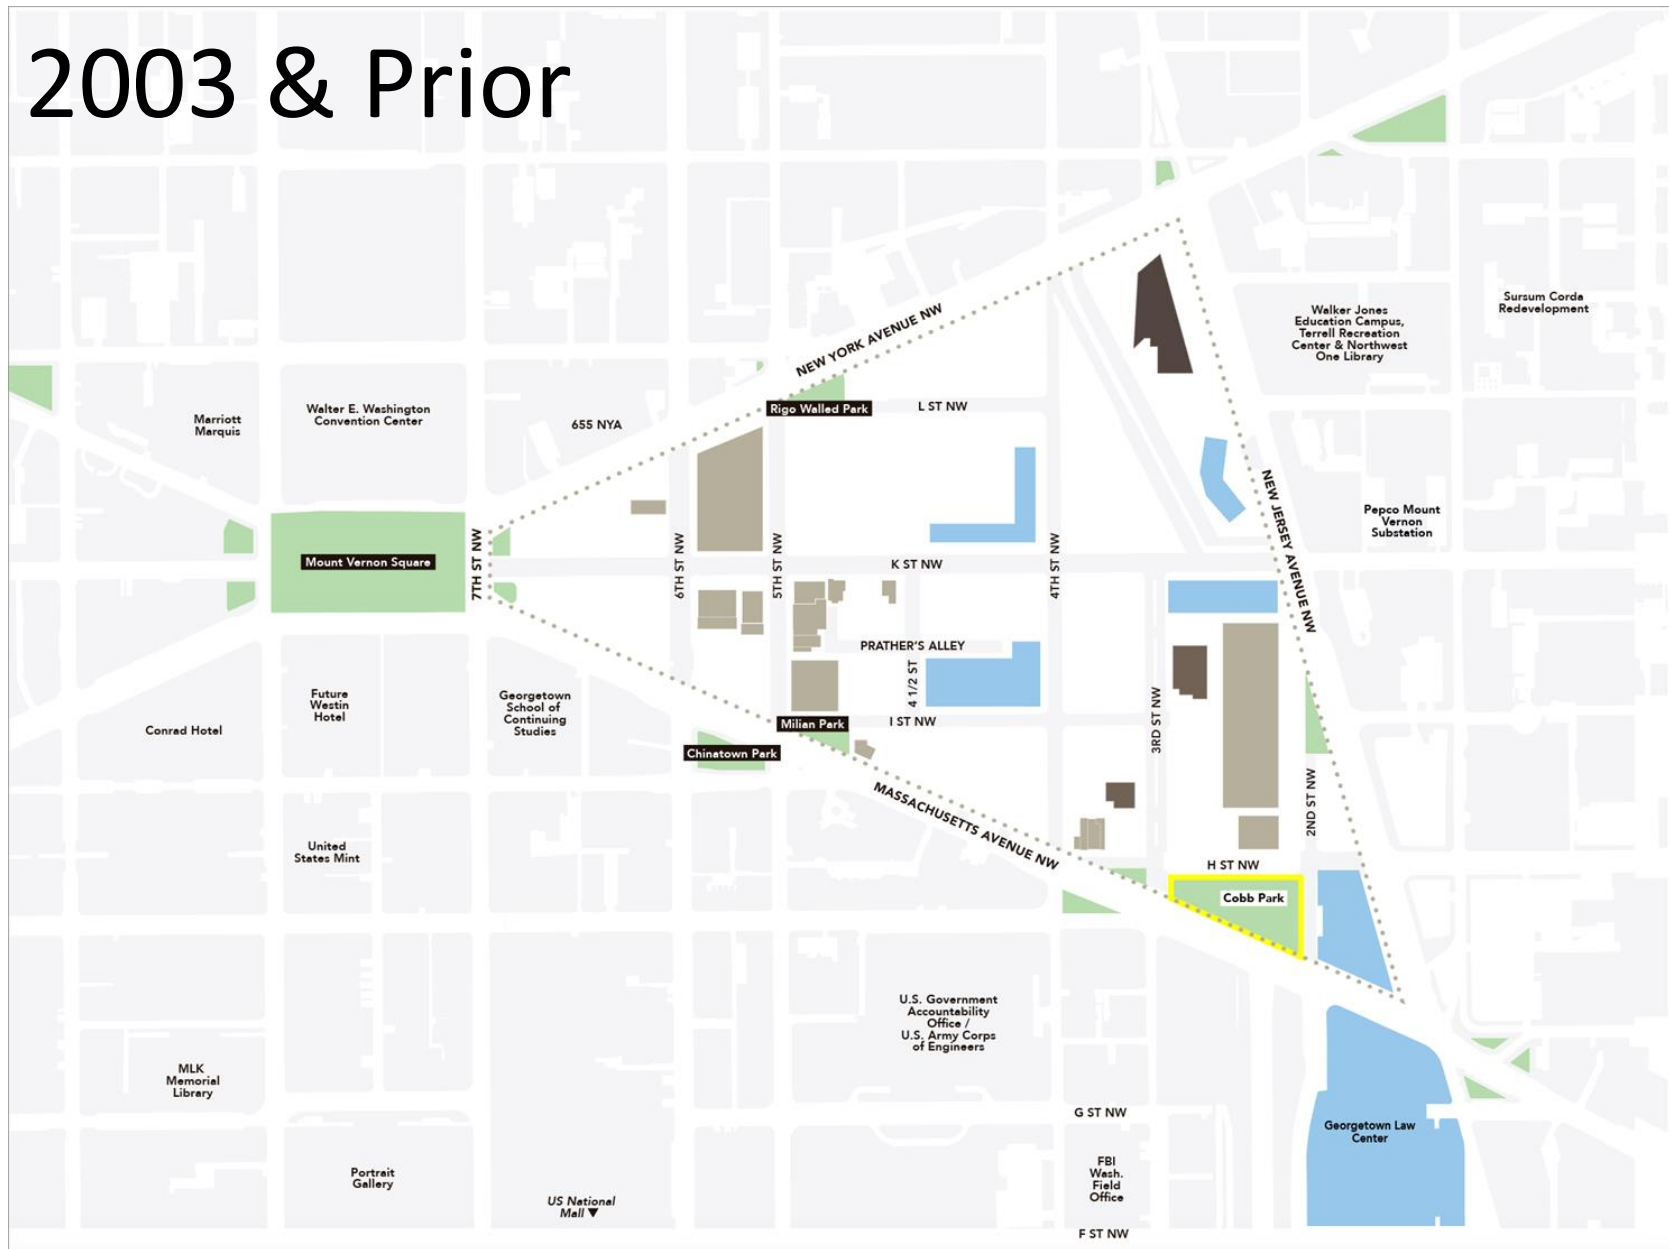 2003 & Prior
NEW YORK AVENUE NW
Sursum Corda
Redevelopment
Walker Jones
Education Campus,
Terrell Recreation
Center & Northwest
One Library
Marriott
Marquis
Walter E. Washington
Convention Center
655 NYA
Rigo Walled Park
L ST NW
NEW JERSEY AVENUE NW
Pepco Mount
Vernon
Substation
Mount Vernon Square
7TH ST NW
6TH ST NW
5TH ST NW
K ST NW
4TH ST NW
PRATHER'S ALLEY
4 1/2 ST
3RD ST NW
Conrad Hotel
Future
Westin
Hotel
Georgetown
School of
Continuing
Studies
Milian Park
I ST NW
Chinatown Park
MASSACHUSETTS AVENUE NW
2ND ST NW
United
States Mint
H ST NW
Cobb Park
U.S. Government
Accountability
Office /
U.S. Army Corps
of Engineers
MLK
Memorial
Library
G ST NW
Georgetown Law
Center
Portrait
Gallery
US National
Mall ▼
FBI
Wash.
Field
Office
F ST NW